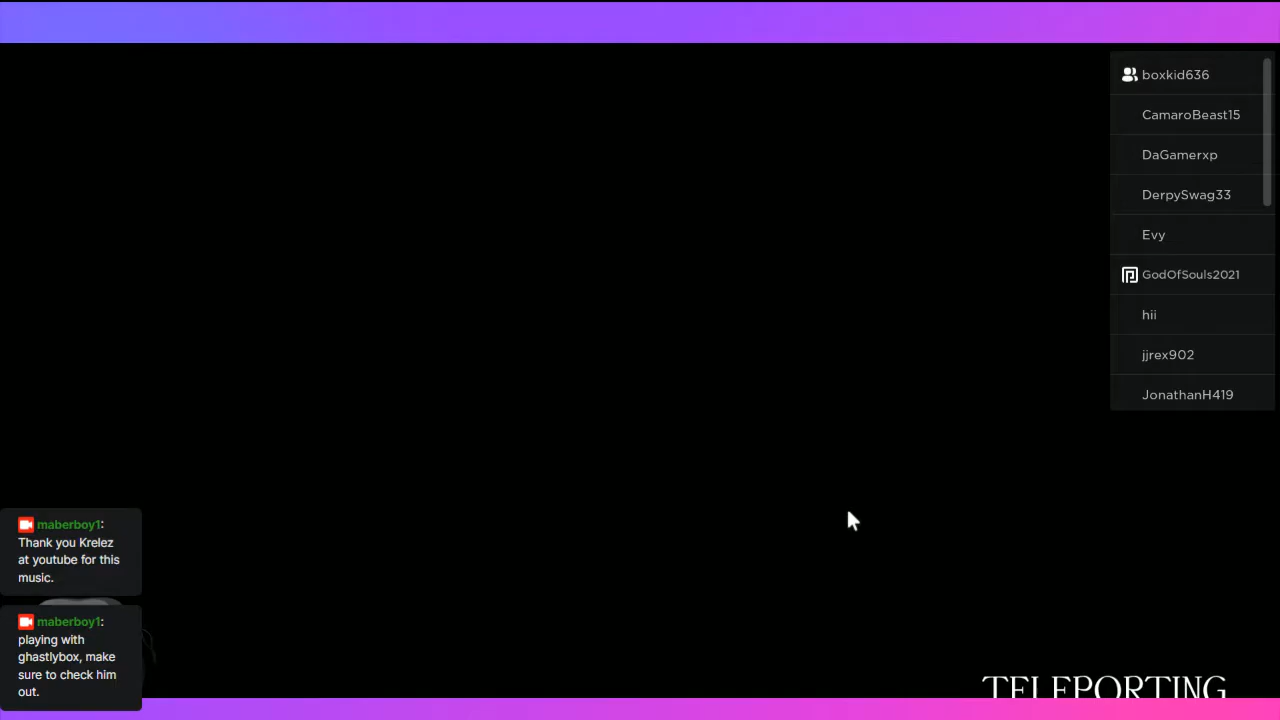 boxkid636
CamaroBeast15
DaGamerxp
DerpySwag33
Evy
GodOfSouls2021
hii
jjrex902
JonathanH419
maberboy1:
Thank you Krelez
at youtube for this
music.
maberboy1:
playing with
ghastlybox, make
sure to check him
out.
TELEPORTING